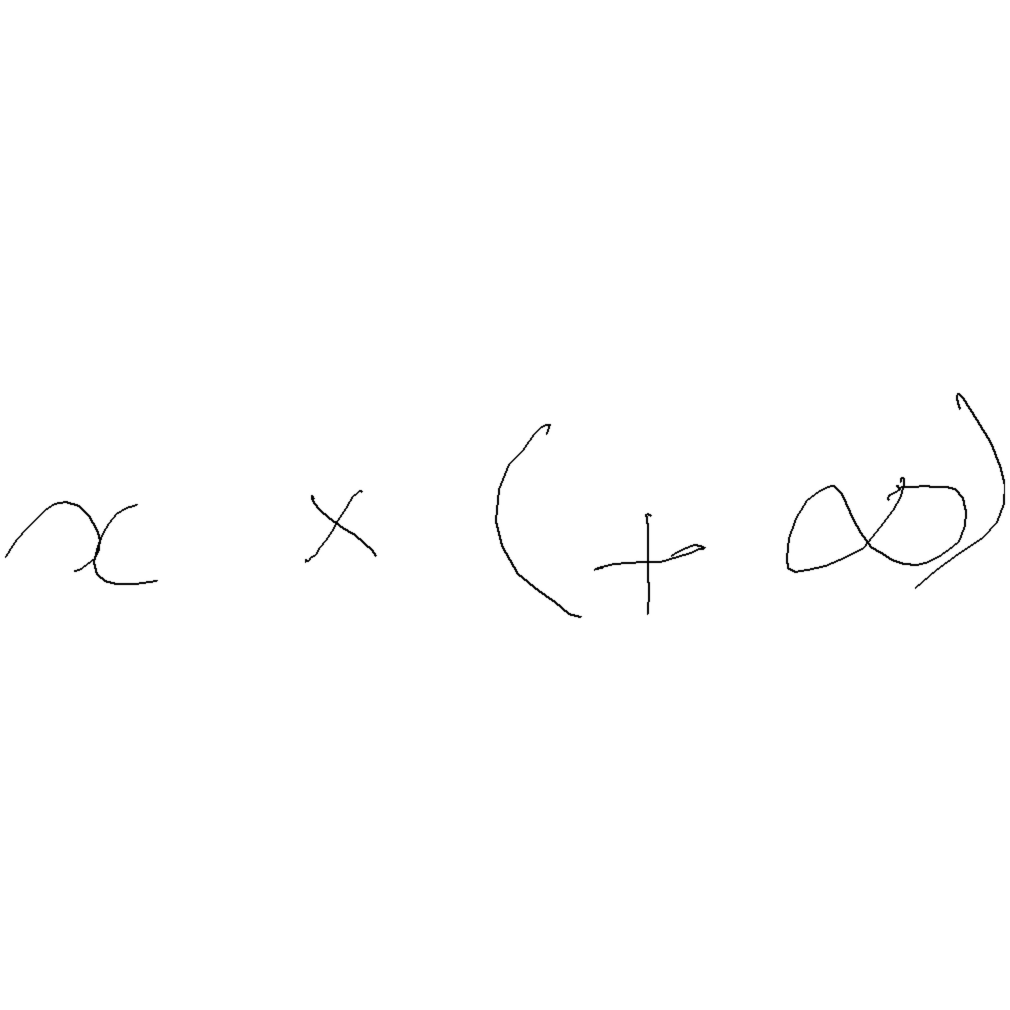 x × (+ ∞)